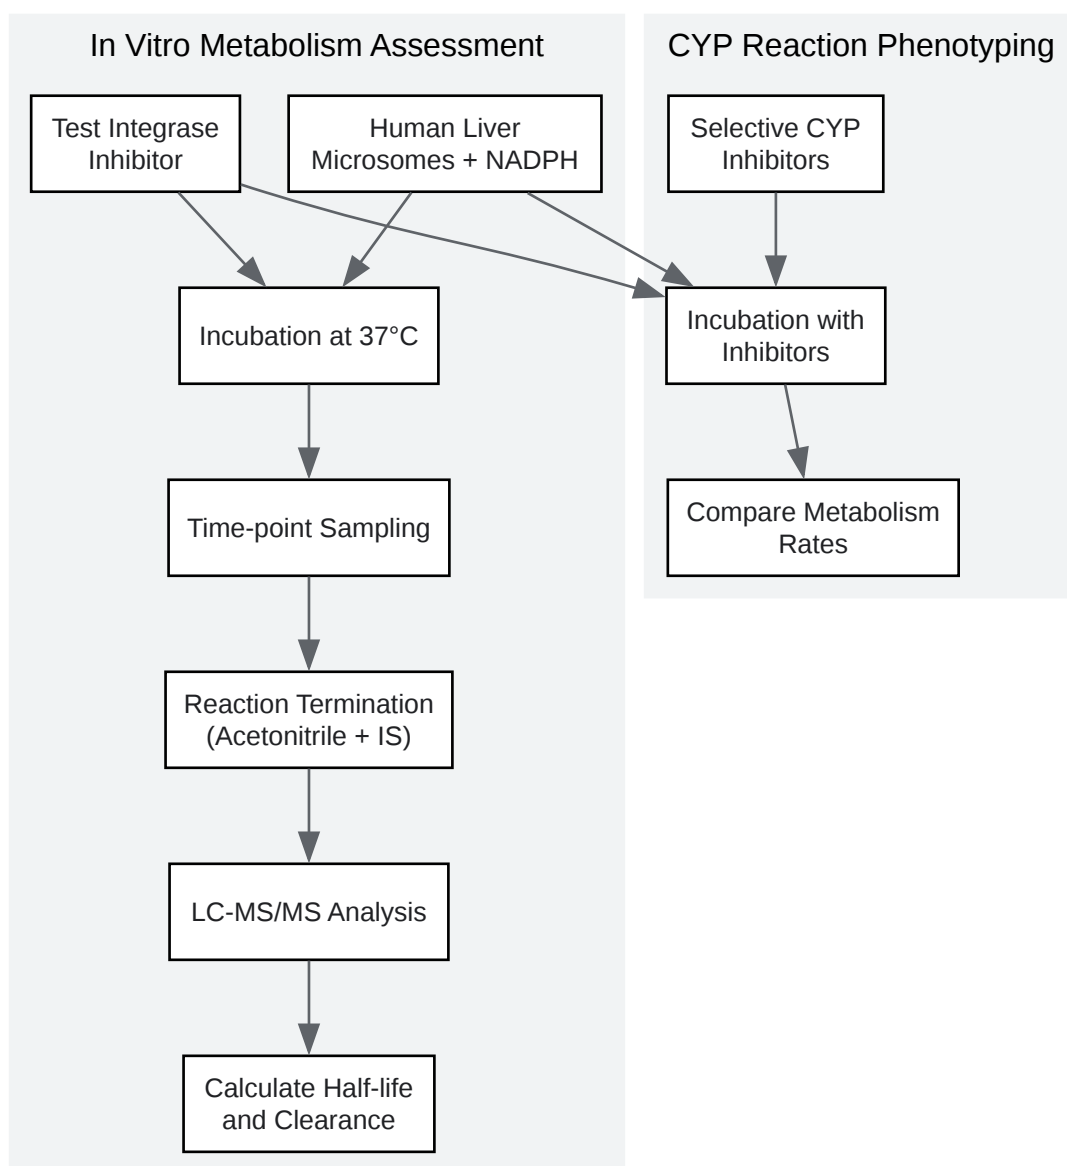 In Vitro Metabolism Assessment
CYP Reaction Phenotyping
Test Integrase
Inhibitor
Human Liver
Microsomes + NADPH
Selective CYP
Inhibitors
Incubation at 37°C
Incubation with
Inhibitors
Time-point Sampling
Compare Metabolism
Rates
Reaction Termination
(Acetonitrile + IS)
LC-MS/MS Analysis
Calculate Half-life
and Clearance